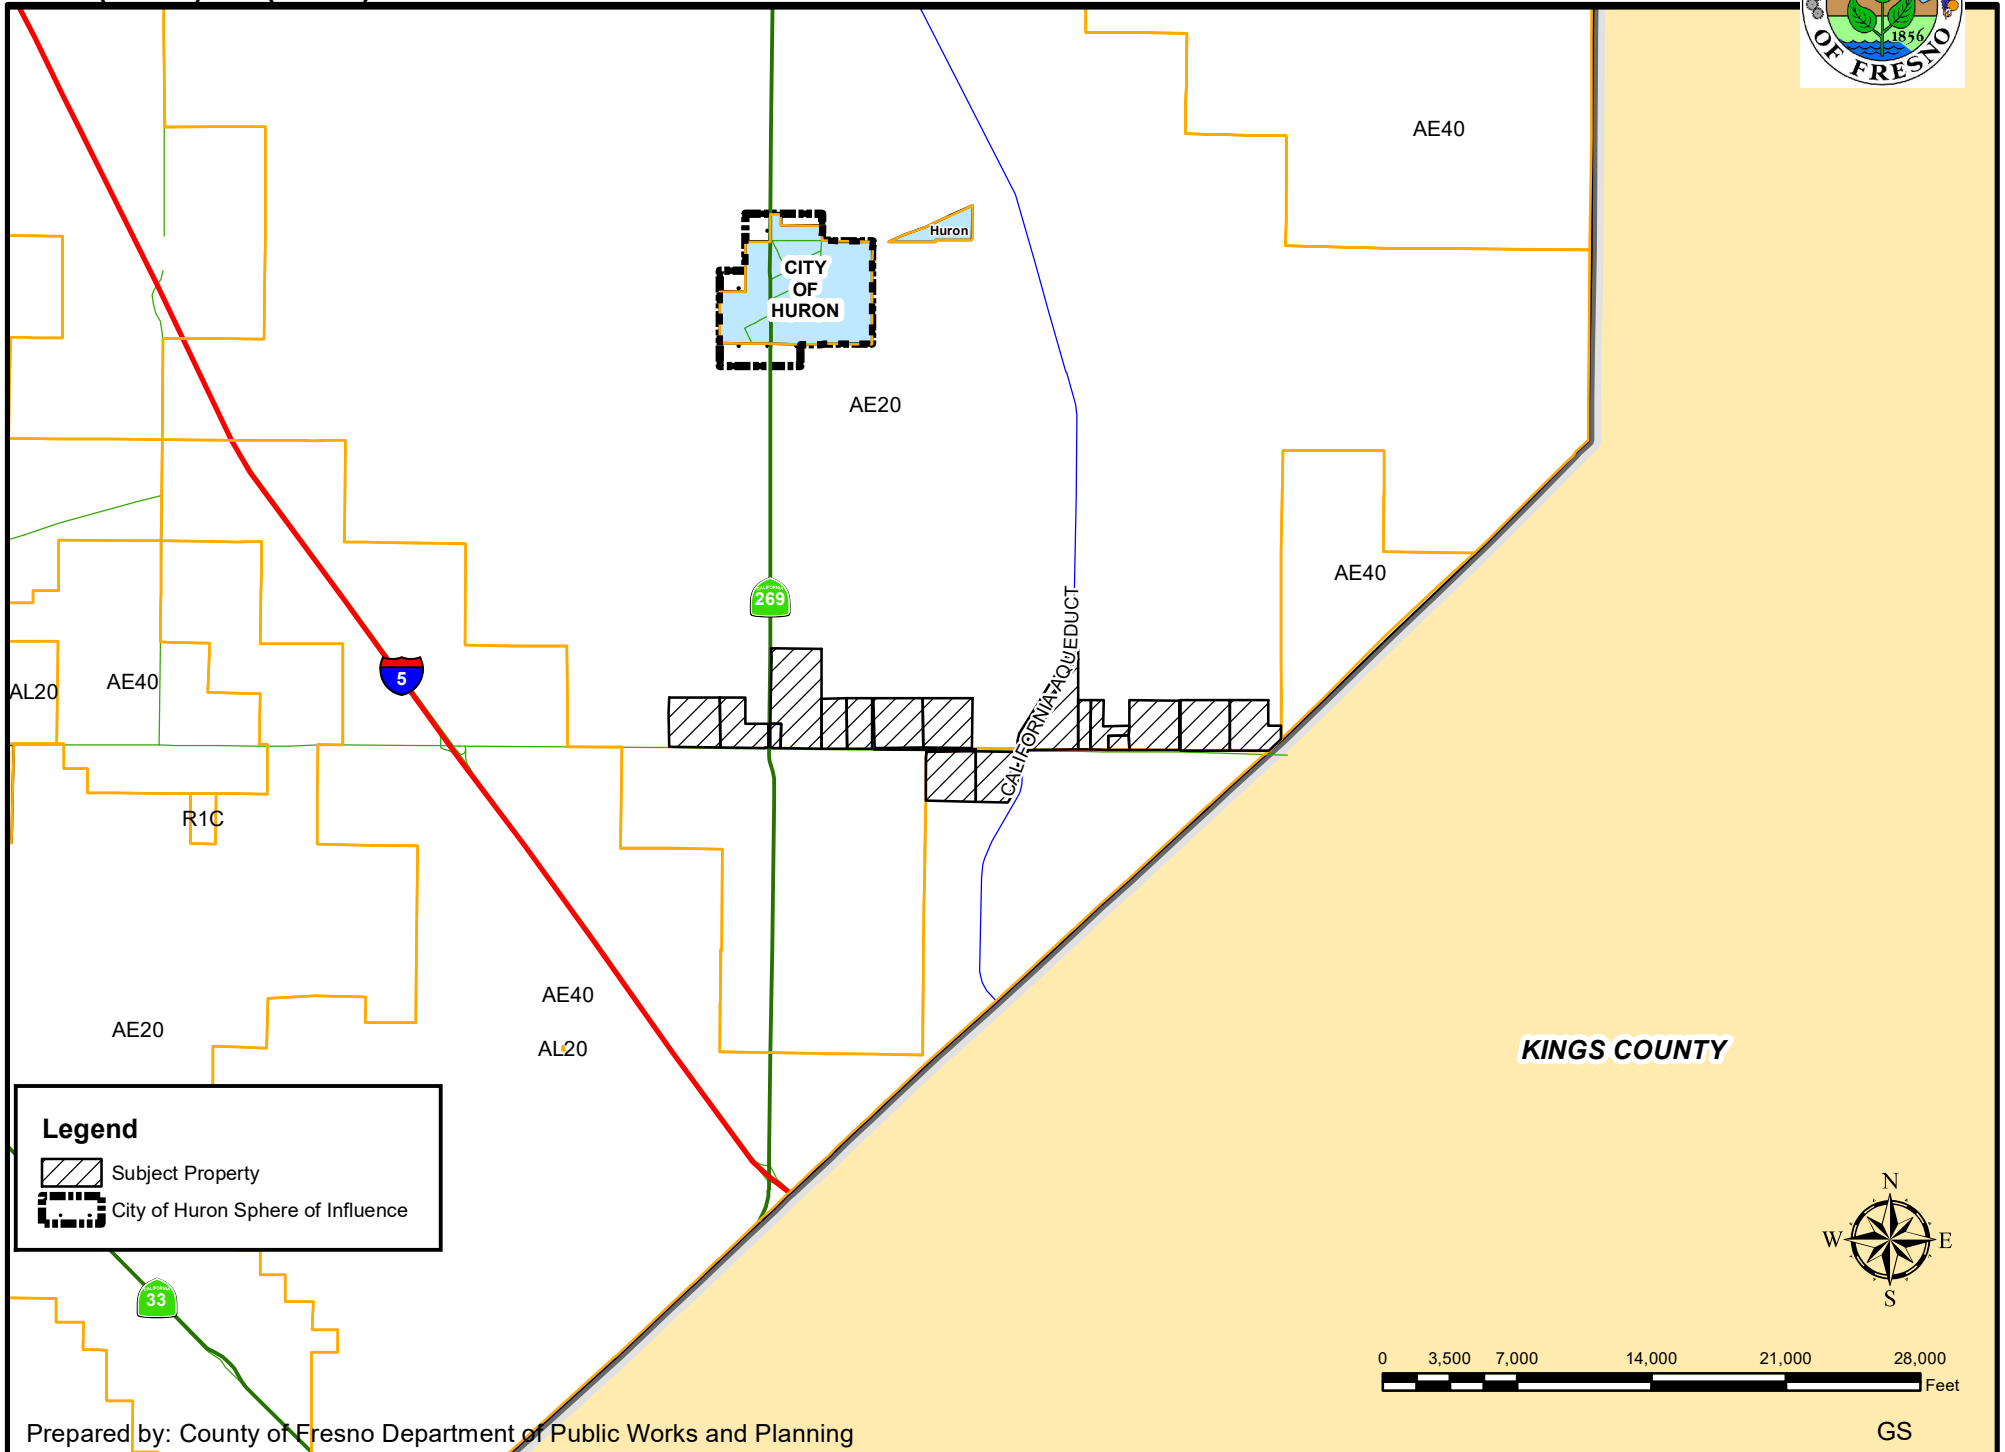 1856
OF FRESNO
AE40
Huron
CITY
OF
HURON
AE20
CALIFORNIA
269
AE40
CALIFORNIA AQUEDUCT
5
AL20
AE40
R1C
AE40
AE20
AL20
KINGS COUNTY
Legend
Subject Property
City of Huron Sphere of Influence
N
W
E
S
CALIFORNIA
33
0 3,500 7,000 14,000 21,000 28,000
Feet
Prepared by: County of Fresno Department of Public Works and Planning
GS